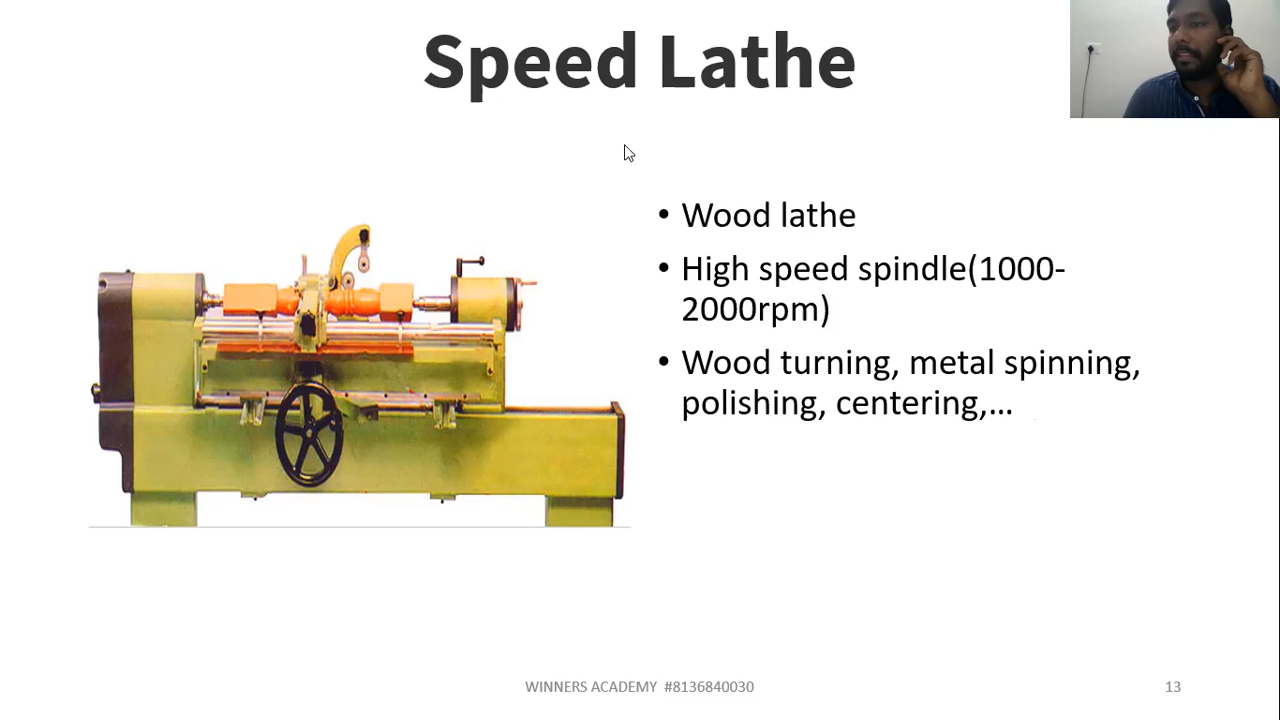 Speed Lathe
• Wood lathe
• High speed spindle(1000-
2000rpm)
• Wood turning, metal spinning,
polishing, centering,...
WINNERS ACADEMY #8136840030
13